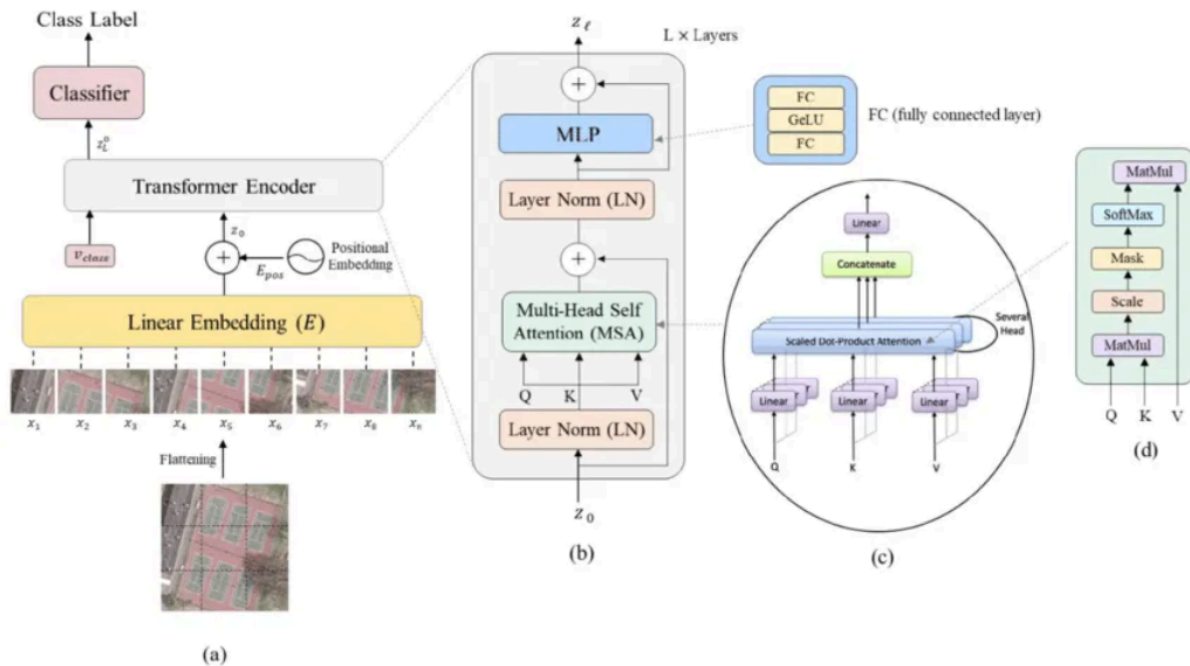 Class Label
Classifier
z_L^0
Transformer Encoder
v_class
z_0
+
E_pos
Positional
Embedding
Linear Embedding (E)
x_1 x_2 x_3 x_4 x_5 x_6 x_7 x_8 x_n
Flattening
(a)
z_ℓ
L × Layers
+
MLP
Layer Norm (LN)
+
Multi-Head Self
Attention (MSA)
Q K V
Layer Norm (LN)
z_0
(b)
FC
GeLU
FC
FC (fully connected layer)
Linear
Concatenate
Several
Head
Scaled Dot-Product Attention
Linear Linear Linear
Q K V
(c)
MatMul
SoftMax
Mask
Scale
MatMul
Q K V
(d)